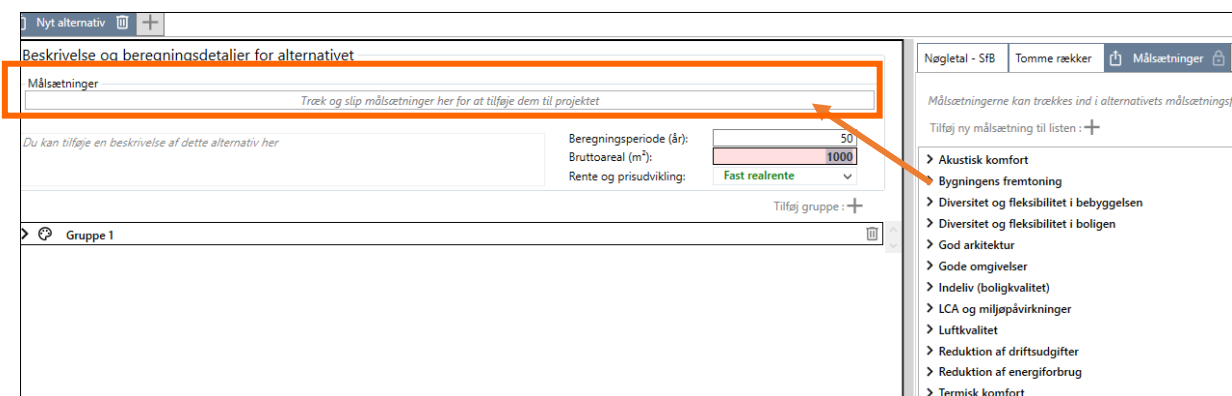 Nyt alternativ
Beskrivelse og beregningsdetaljer for alternativet
Målsætninger
Træk og slip målsætninger her for at tilføje dem til projektet
Du kan tilføje en beskrivelse af dette alternativ her
Beregningsperiode (år): 50
Bruttoareal (m²): 1000
Rente og prisudvikling: Fast realrente
Tilføj gruppe :
Gruppe 1
Nøgletal - SfB Tomme rækker Målsætninger
Målsætningerne kan trækkes ind i alternativets
Tilføj ny målsætning til listen :
Akustisk komfort
Bygningens fremtoning
Diversitet og fleksibilitet i bebyggelsen
Diversitet og fleksibilitet i boligen
God arkitektur
Gode omgivelser
Indeliv (boligkvalitet)
LCA og miljøpåvirkninger
Luftkvalitet
Reduktion af driftsudgifter
Reduktion af energiforbrug
Termisk komfort